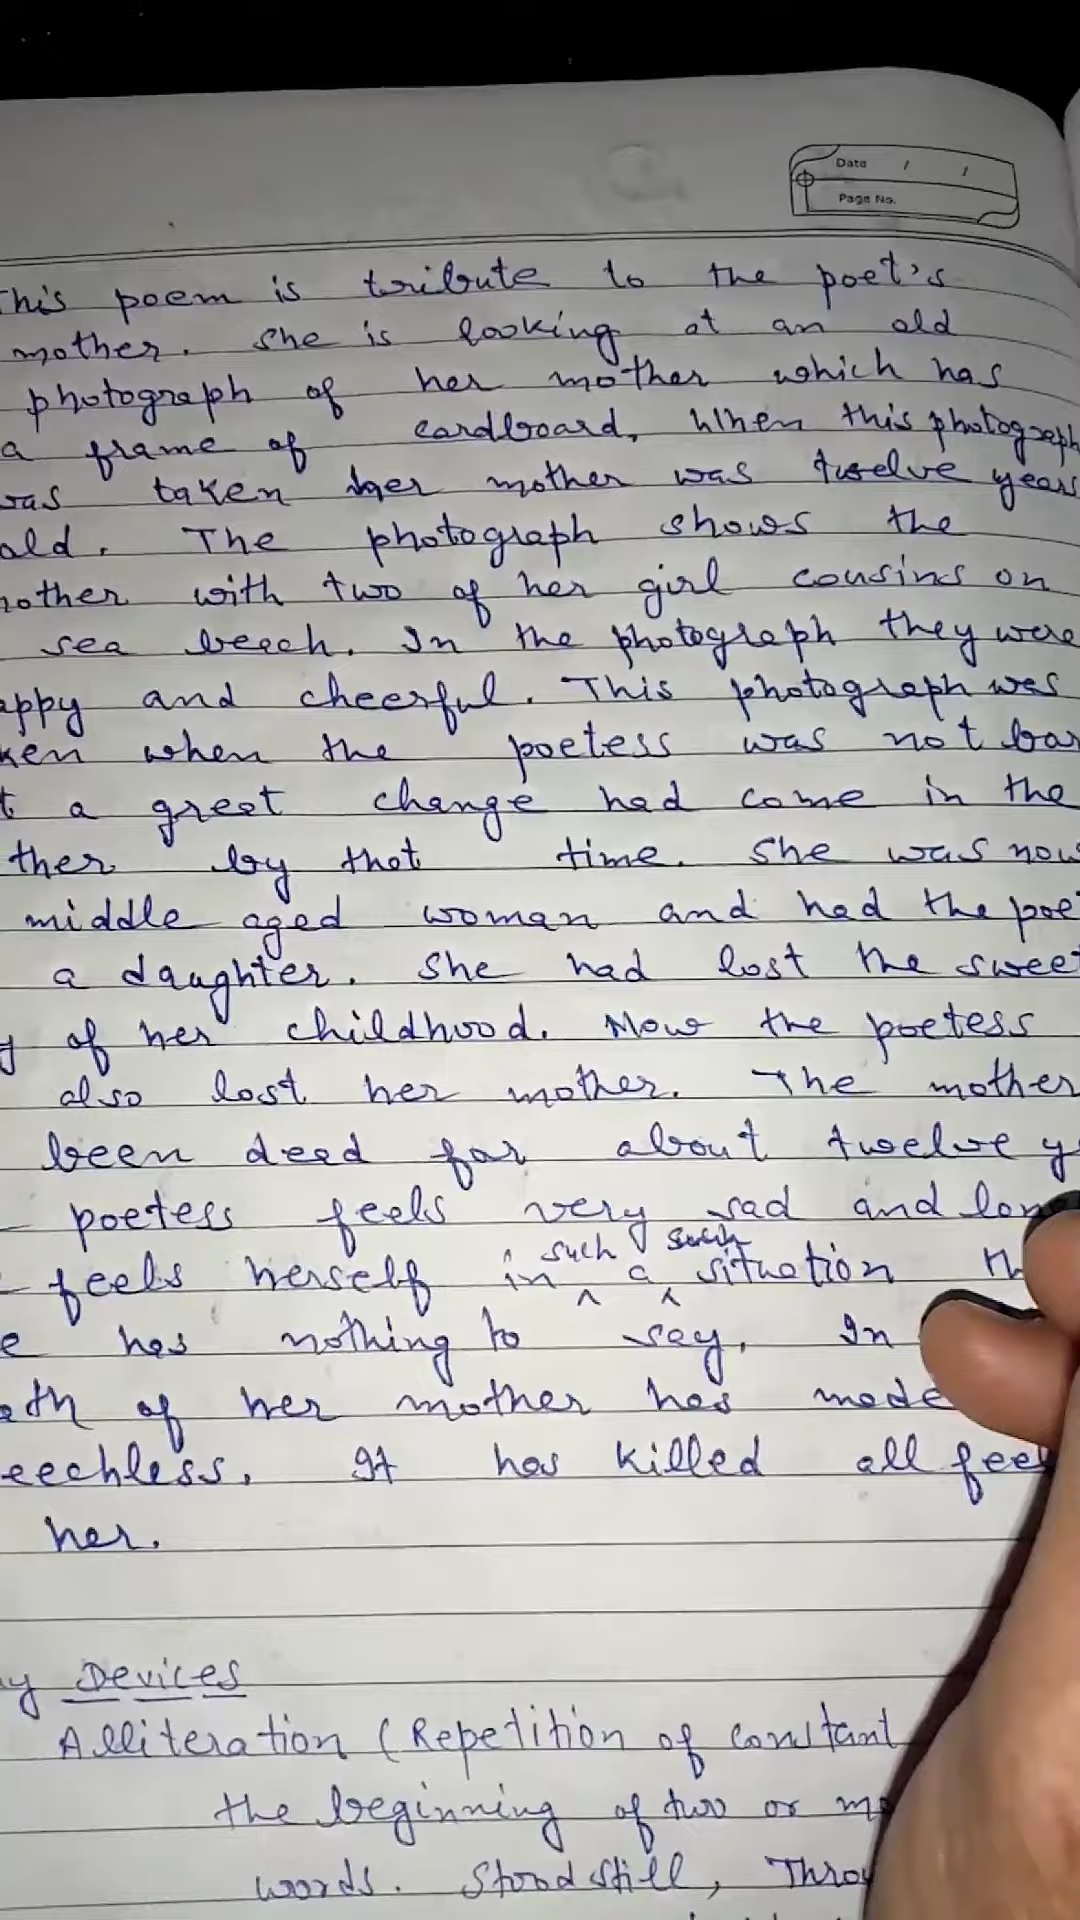 Date / /
Page No.
This poem is tribute to the poet's
mother. She is looking at an old
photograph of her mother which has
a frame of cardboard. When this photograph
was taken her mother was twelve years
old. The photograph shows the
mother with two of her girl cousins on
sea beach. In the photograph they were
appy and cheerful. This photograph was
ken when the poetess was not bor
t a great change had come in the
ther by that time. She was now
middle aged woman and had the poe
a daughter. She had lost the sweet
y of her childhood. Now the poetess
also lost her mother. The mother
been dead for about twelve y
poetess feels very sad and lon
such such
feels herself in a situation th
e has nothing to say. In
ath of her mother has made
eechless. It has killed all feel
her.
y Devices
Alliteration (Repetition of constant
the beginning of two or mo
words. Stood still, Throu